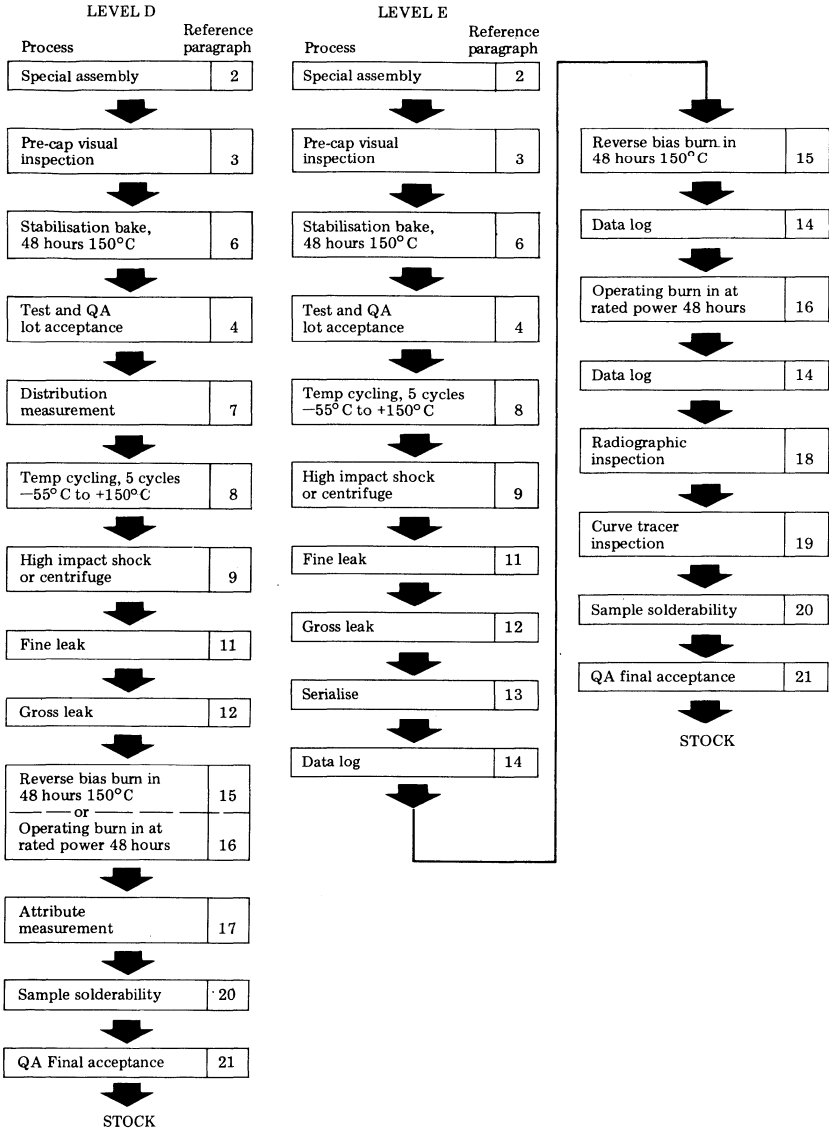 LEVEL D
Reference
Process paragraph
Special assembly 2
Pre-cap visual
inspection 3
Stabilisation bake,
48 hours 150°C 6
Test and QA
lot acceptance 4
Distribution
measurement 7
Temp cycling, 5 cycles
—55°C to +150°C 8
High impact shock
or centrifuge 9
Fine leak 11
Gross leak 12
Reverse bias burn in
48 hours 150°C 15
or
Operating burn in at
rated power 48 hours 16
Attribute
measurement 17
Sample solderability 20
QA Final acceptance 21
STOCK
LEVEL E
Reference
Process paragraph
Special assembly 2
Pre-cap visual
inspection 3
Stabilisation bake,
48 hours 150°C 6
Test and QA
lot acceptance 4
Temp cycling, 5 cycles
—55°C to +150°C 8
High impact shock
or centrifuge 9
Fine leak 11
Gross leak 12
Serialise 13
Data log 14
Reverse bias burn in
48 hours 150°C 15
Data log 14
Operating burn in at
rated power 48 hours 16
Data log 14
Radiographic
inspection 18
Curve tracer
inspection 19
Sample solderability 20
QA final acceptance 21
STOCK